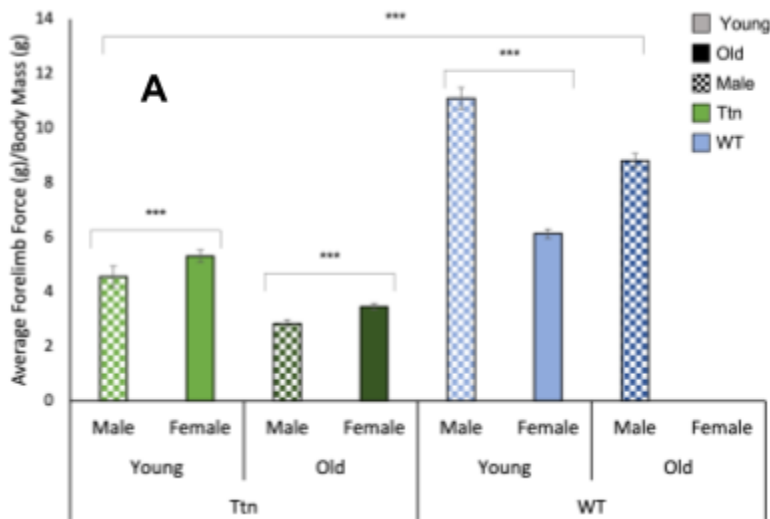 Average Forelimb Force (g)/Body Mass (g)
14
12
10
8
6
4
2
0
A
***
***
***
***
Young
Old
Male
Ttn
WT
Male Female Male Female Male Female Male Female
Young Old Young Old
Ttn WT